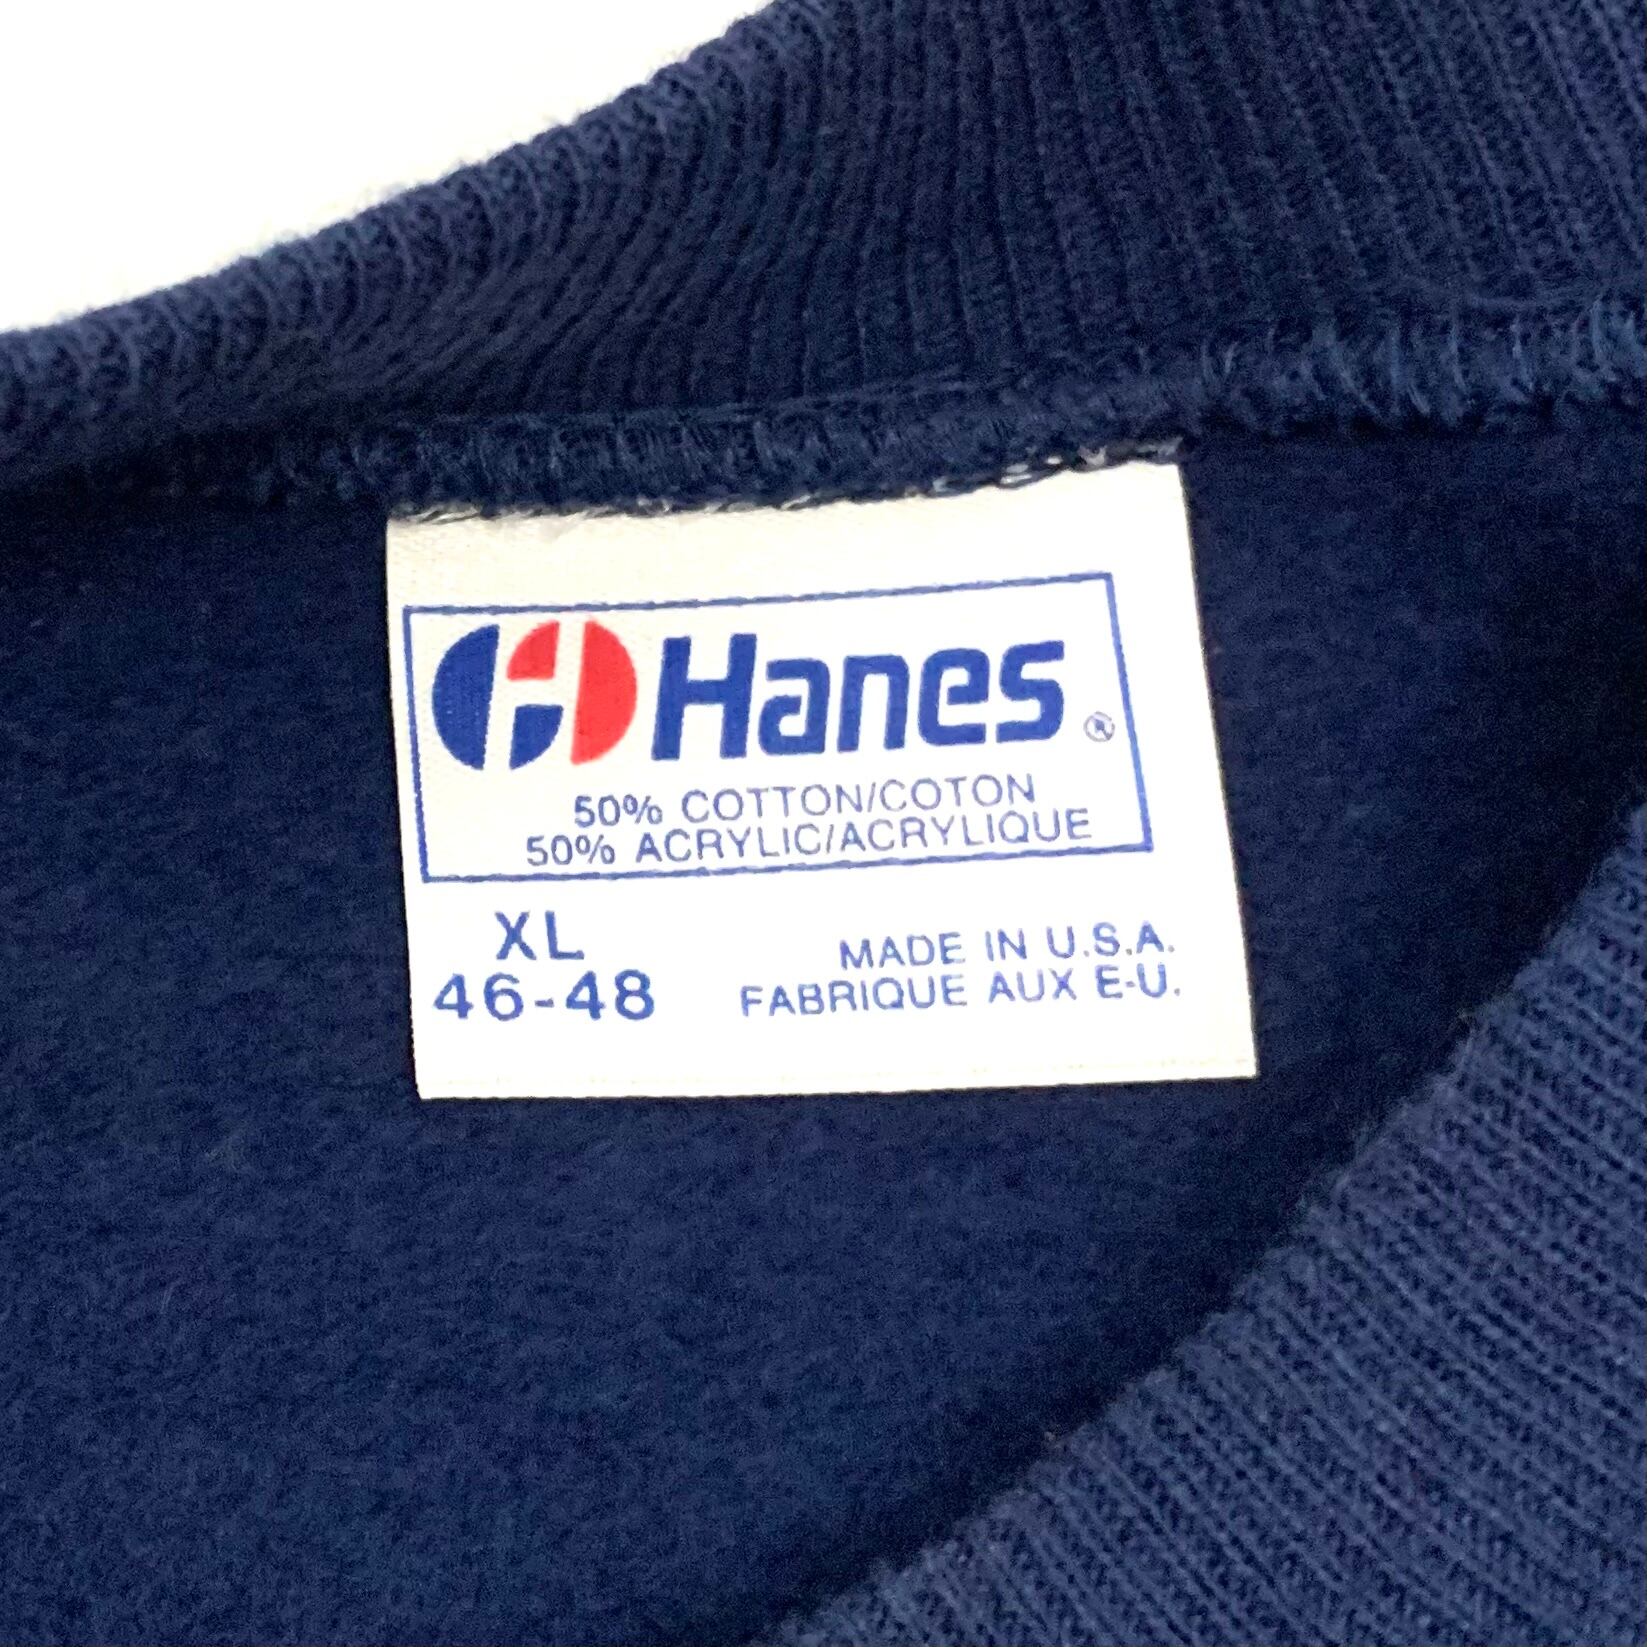 Hanes ®
50% COTTON/COTON
50% ACRYLIC/ACRYLIQUE
XL
46-48
MADE IN U.S.A.
FABRIQUE AUX E-U.